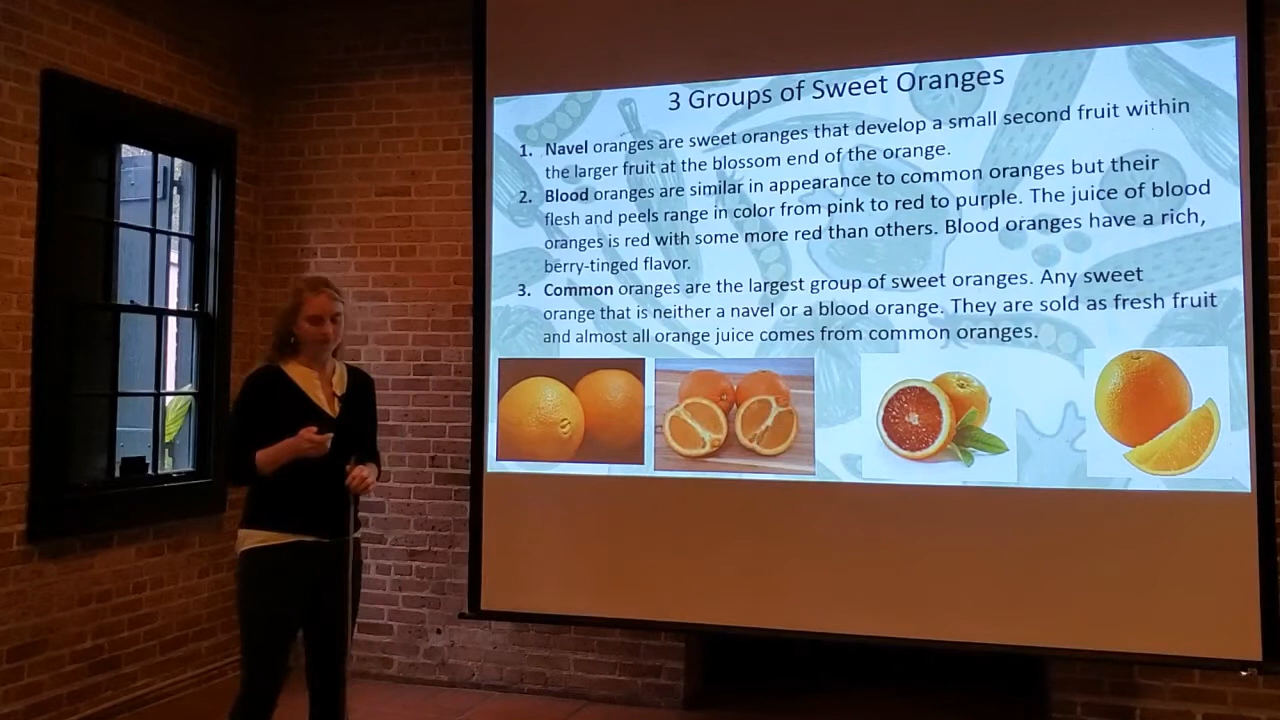 3 Groups of Sweet Oranges
1. Navel oranges are sweet oranges that develop a small second fruit within
the larger fruit at the blossom end of the orange.
2. Blood oranges are similar in appearance to common oranges but their
flesh and peels range in color from pink to red to purple. The juice of blood
oranges is red with some more red than others. Blood oranges have a rich,
berry-tinged flavor.
3. Common oranges are the largest group of sweet oranges. Any sweet
orange that is neither a navel or a blood orange. They are sold as fresh fruit
and almost all orange juice comes from common oranges.